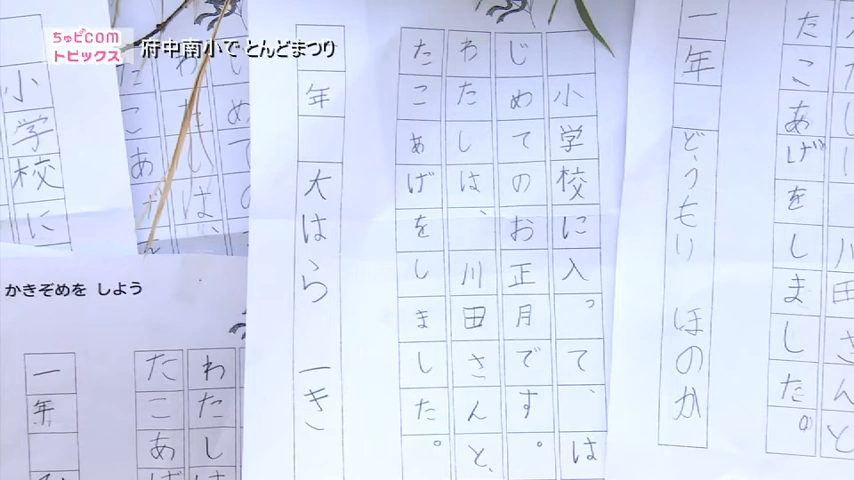 ちゅピCOM
トピックス
府中南小で とんどまつり
小学校に入って、は
じめてのお正月です。
わたしは、川田さんと、
たこあげをしました。
年 大はら 一き
たこあげをしました。
一年 どうもり ほのか
小学校に
かきぞめを しよう
わたし
たこあ
一年